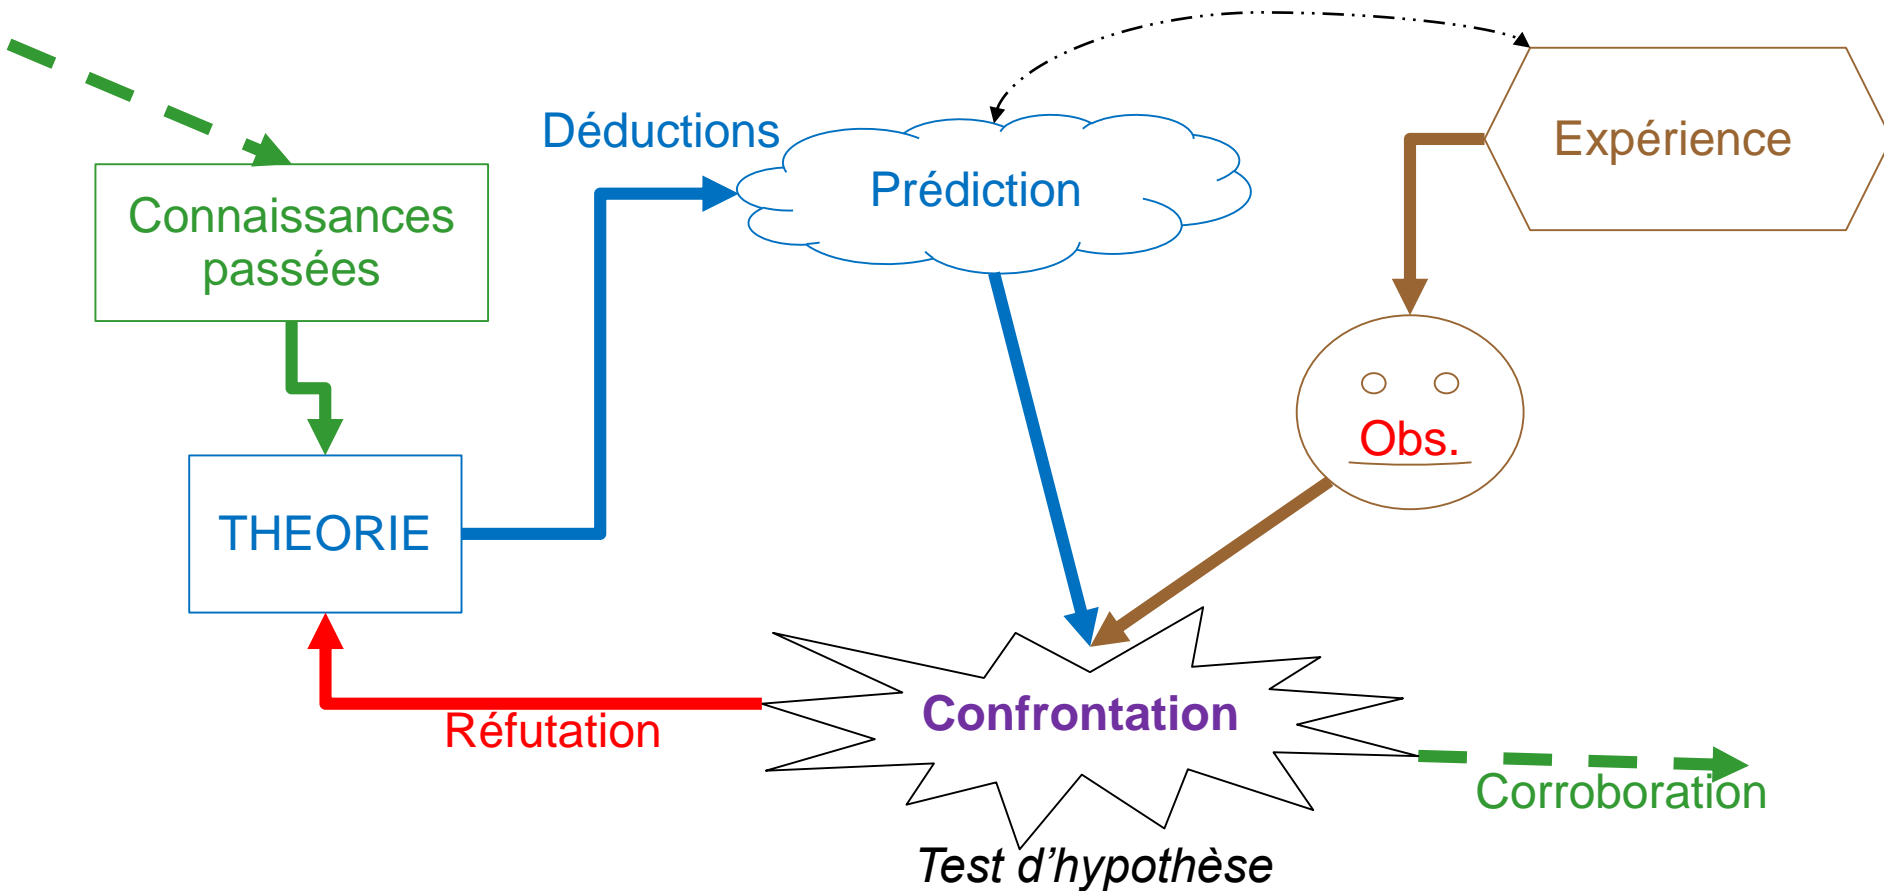 Déductions
Prédiction
Expérience
Connaissances
passées
Obs.
THEORIE
Confrontation
Réfutation
Corroboration
Test d’hypothèse